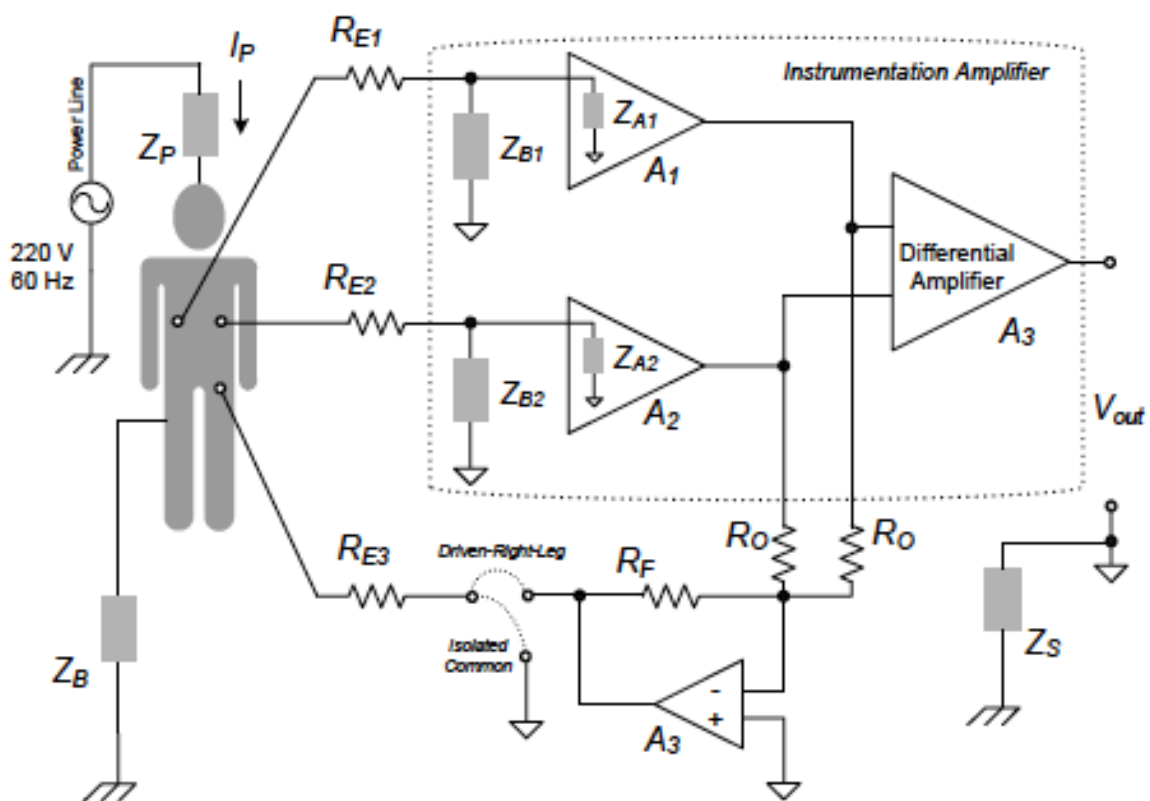 R_E1
I_P
Instrumentation Amplifier
Power Line
Z_P
Z_A1
Z_B1
A_1
220 V
60 Hz
R_E2
Differential
Amplifier
A_3
Z_A2
Z_B2
A_2
V_out
R_E3
Driven-Right-Leg
R_F
R_O
R_O
Isolated
Common
Z_B
-
+
A_3
Z_S